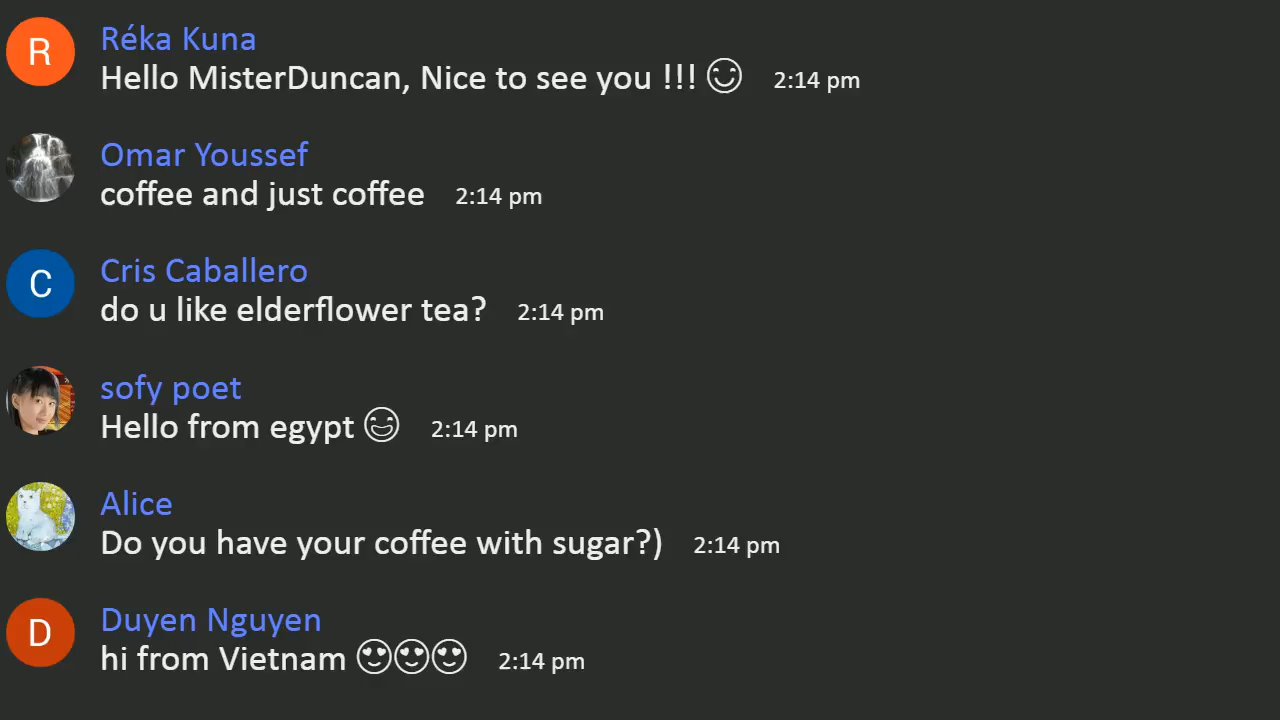 R
Réka Kuna
Hello MisterDuncan, Nice to see you !!! 😊 2:14 pm
Omar Youssef
coffee and just coffee 2:14 pm
C
Cris Caballero
do u like elderflower tea? 2:14 pm
sofy poet
Hello from egypt 😄 2:14 pm
Alice
Do you have your coffee with sugar?) 2:14 pm
D
Duyen Nguyen
hi from Vietnam 😍😍😍 2:14 pm